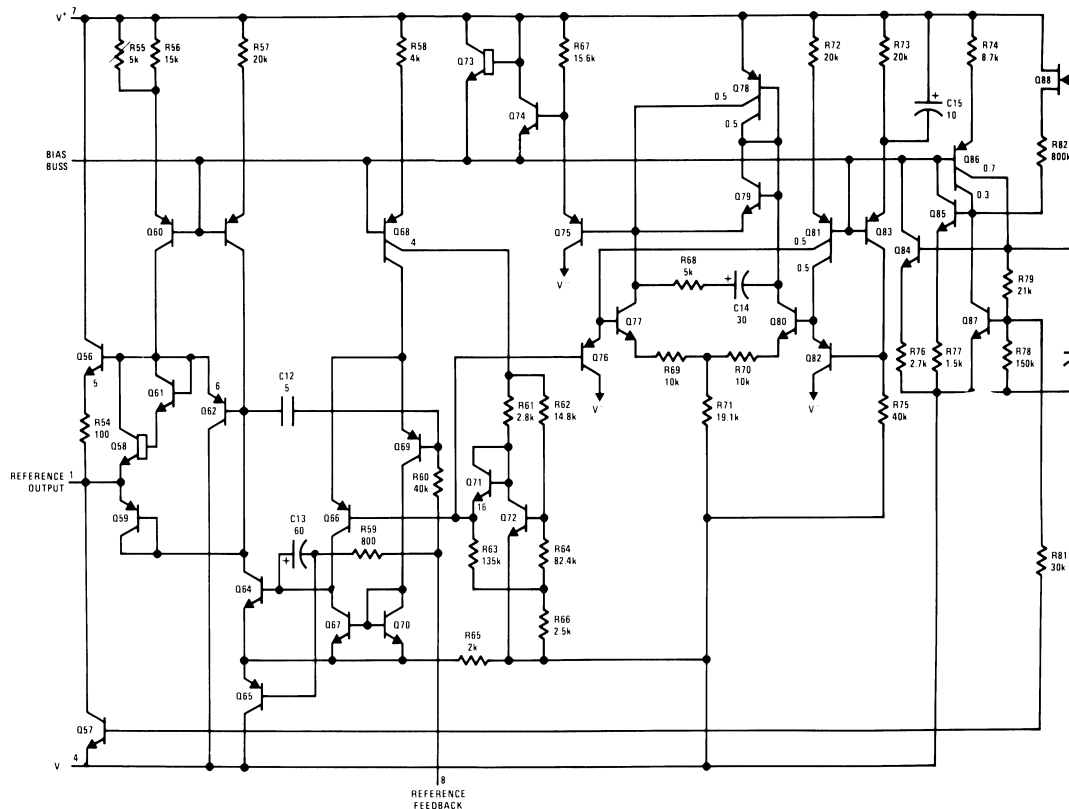 V+ 7
R55
5k
R56
15k
R57
20k
R58
4k
Q73
Q74
R67
15.6k
Q78
0.5
0.5
R72
20k
R73
20k
C15
10
R74
8.7k
Q88
R82
800k
BIAS
BUSS
Q86
0.7
0.3
Q79
Q85
Q60
Q68
4
Q75
V-
Q81
0.5
0.5
Q83
Q84
R68
5k
C14
30
R79
21k
Q77
Q80
Q87
Q56
5
Q61
6
Q62
C12
5
Q76
V-
R69
10k
R70
10k
Q82
V-
R76
2.7k
R77
1.5k
R78
150k
R54
100
Q58
R61
2.8k
R62
14.8k
R71
19.1k
R75
40k
Q69
R60
40k
REFERENCE 1
OUTPUT
Q71
16
Q59
Q66
Q72
C13
60
R59
800
R63
135k
R64
82.4k
R81
30k
Q64
Q67
Q70
R66
2.5k
R65
2k
Q65
Q57
V 4
8
REFERENCE
FEEDBACK